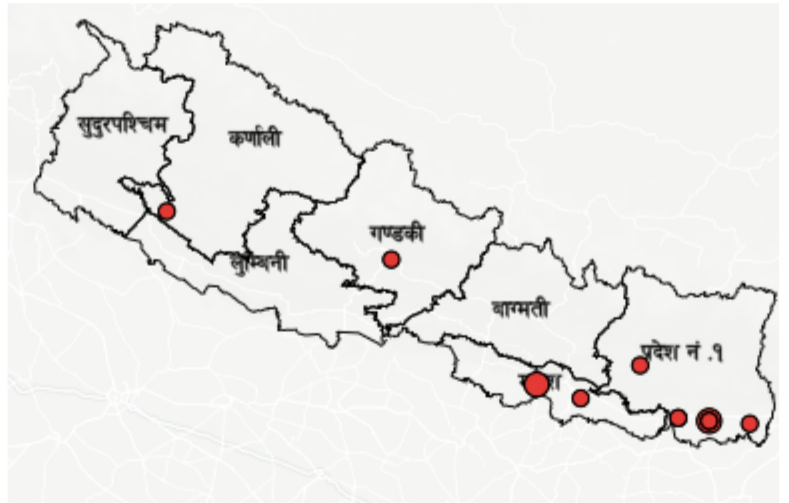 सुदुरपश्चिम
कर्णाली
गण्डकी
लुम्बिनी
बाग्मती
प्रदेश नं .१